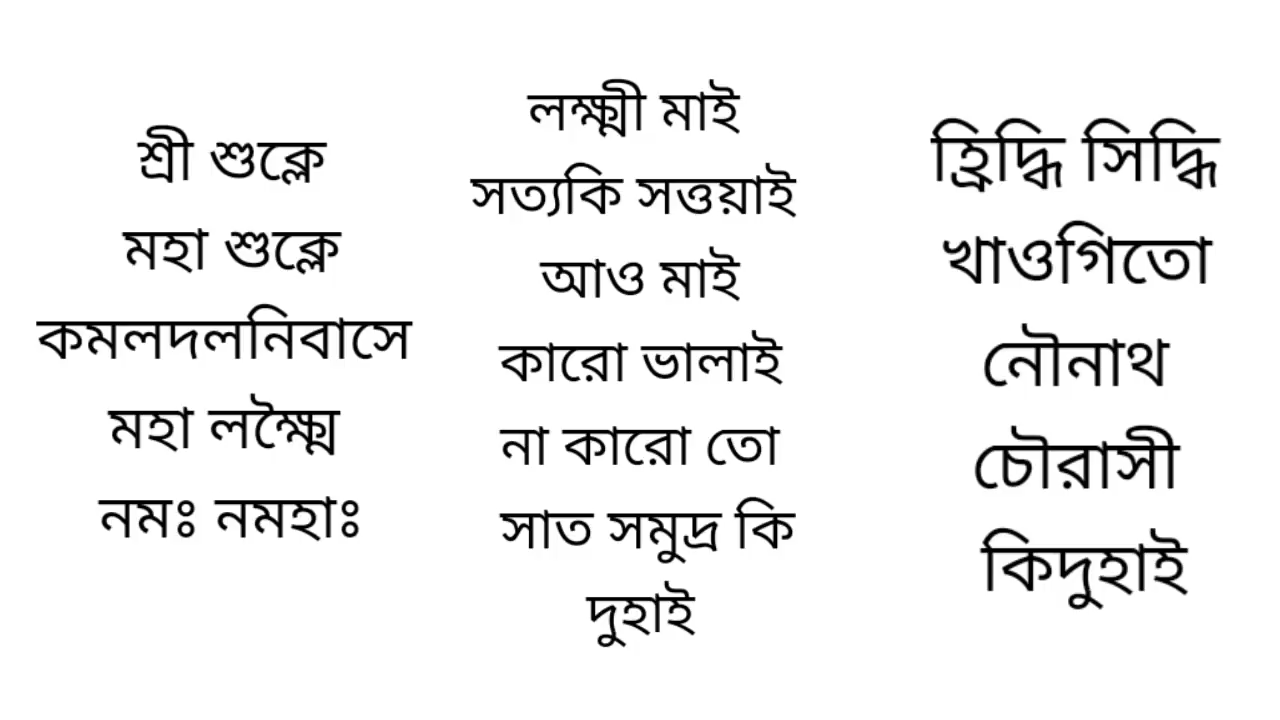 শ্রী শুক্লে
মহা শুক্লে
কমলদলনিবাসে
মহা লক্ষ্মৈ
নমঃ নমহাঃ
লক্ষ্মী মাই
সত্যকি সত্তয়াই
আও মাই
কারো ভালাই
না কারো তো
সাত সমুদ্র কি
দুহাই
হ্রিদ্ধি সিদ্ধি
খাওগিতো
নৌনাথ
চৌরাসী
কিদুহাই